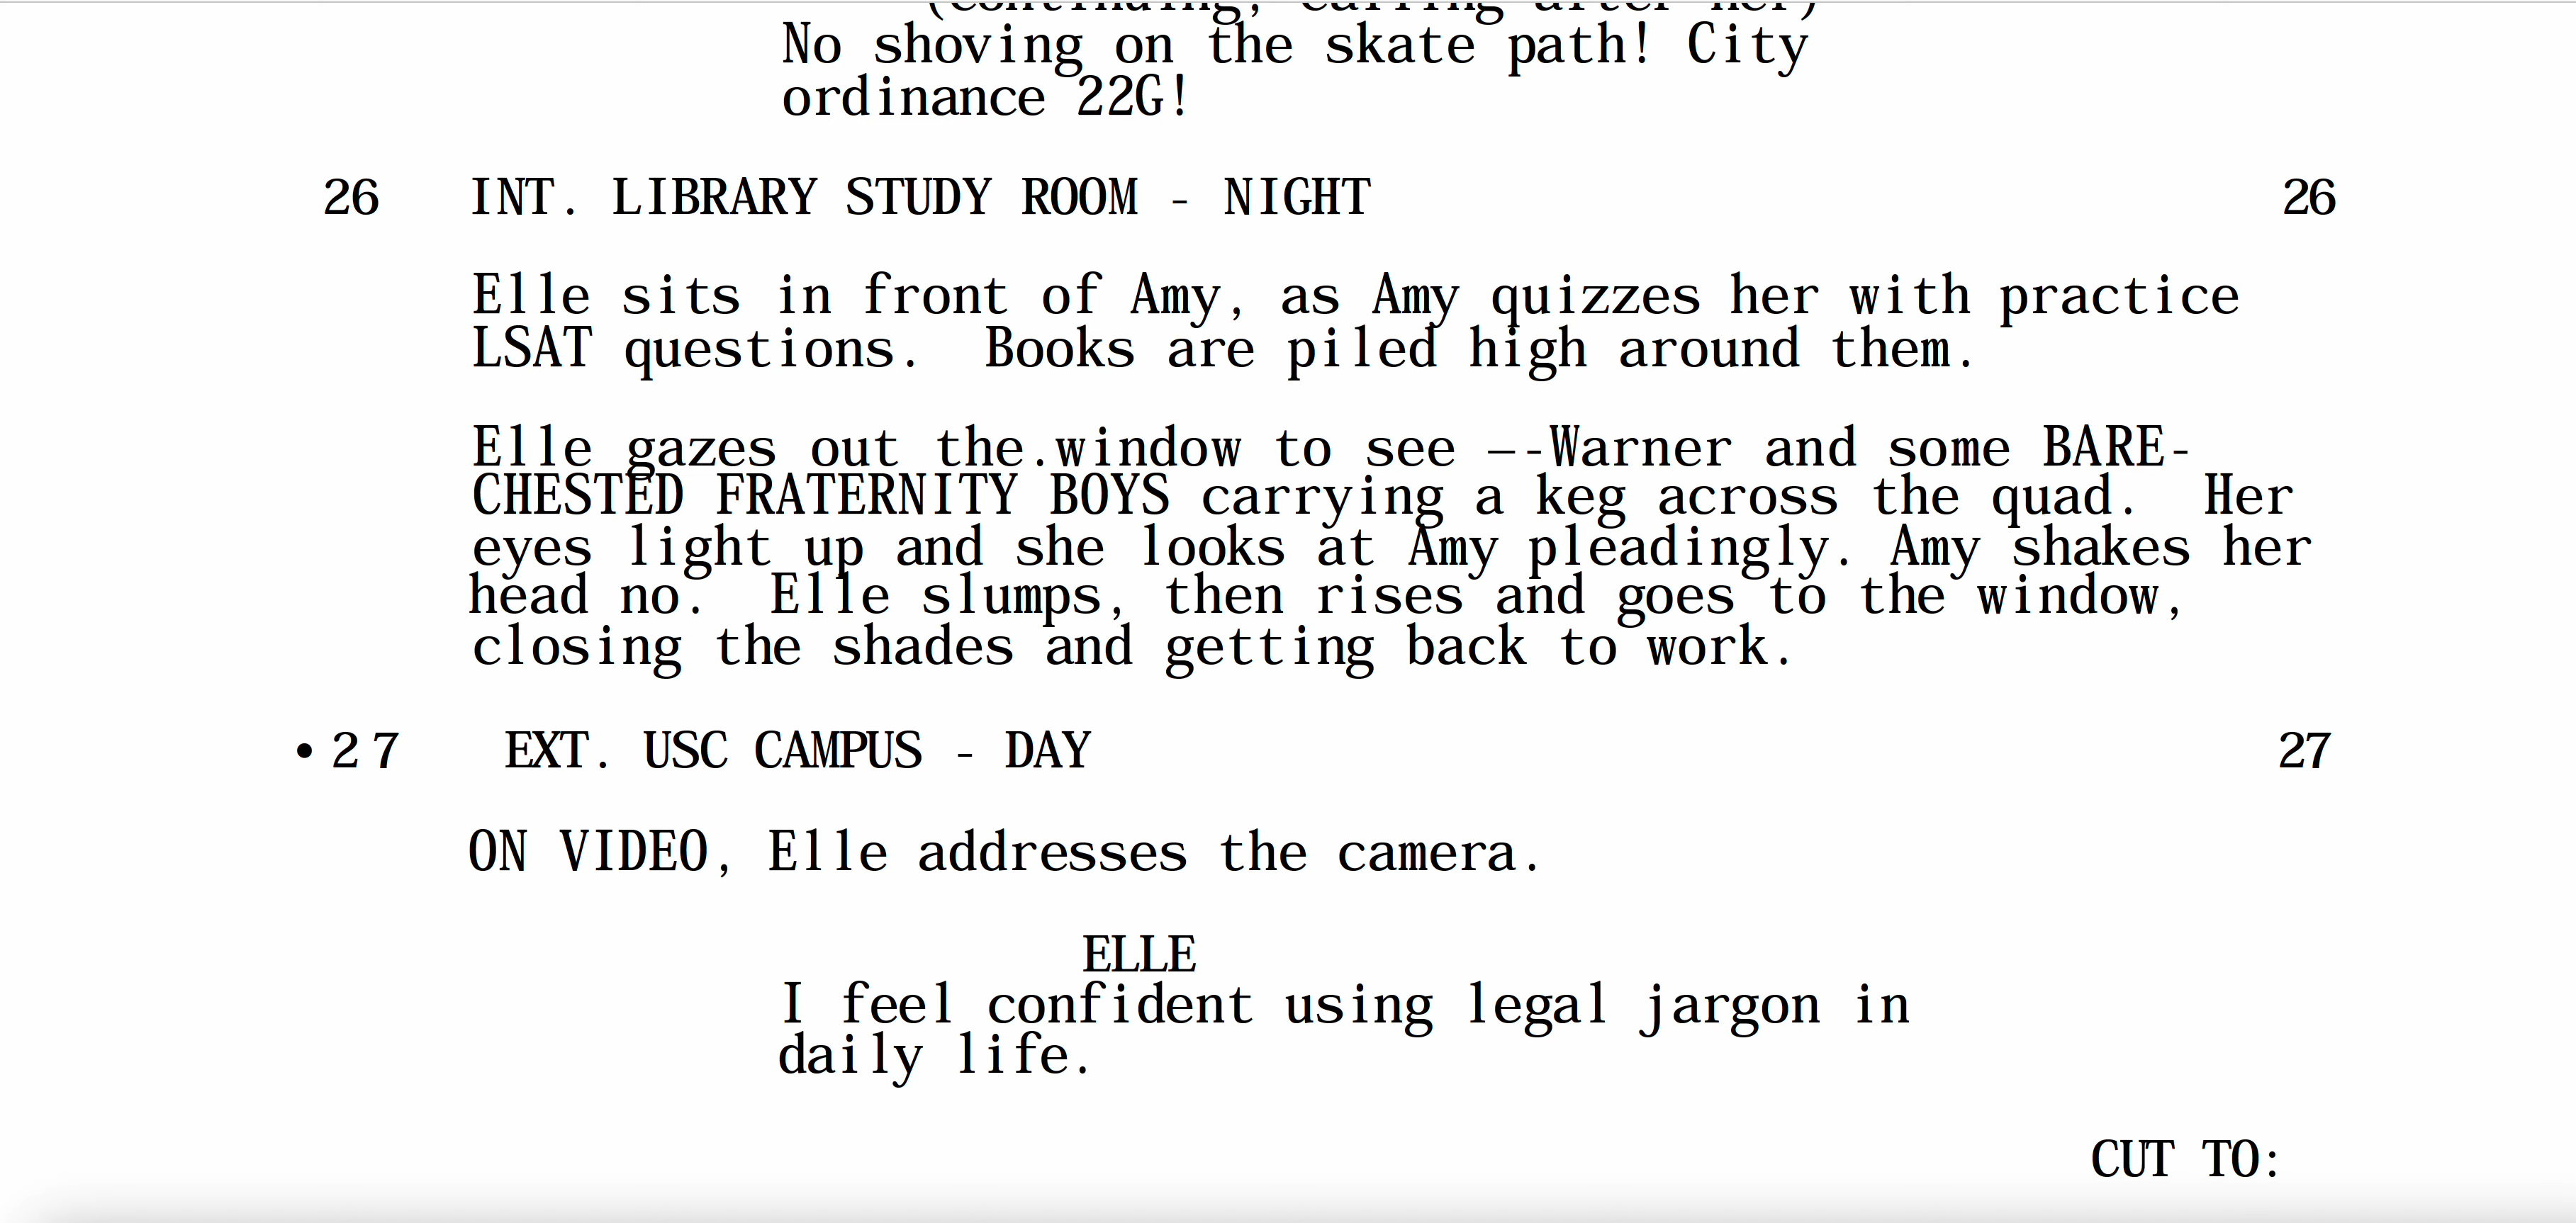 (continuing; calling after her)
No shoving on the skate path! City
ordinance 22G!
26 INT. LIBRARY STUDY ROOM - NIGHT 26
Elle sits in front of Amy, as Amy quizzes her with practice
LSAT questions.  Books are piled high around them.
Elle gazes out the.window to see —-Warner and some BARE-
CHESTED FRATERNITY BOYS carrying a keg across the quad.  Her
eyes light up and she looks at Amy pleadingly. Amy shakes her
head no.  Elle slumps, then rises and goes to the window,
closing the shades and getting back to work.
•27 EXT. USC CAMPUS - DAY 27
ON VIDEO, Elle addresses the camera.
ELLE
I feel confident using legal jargon in
daily life.
CUT TO: